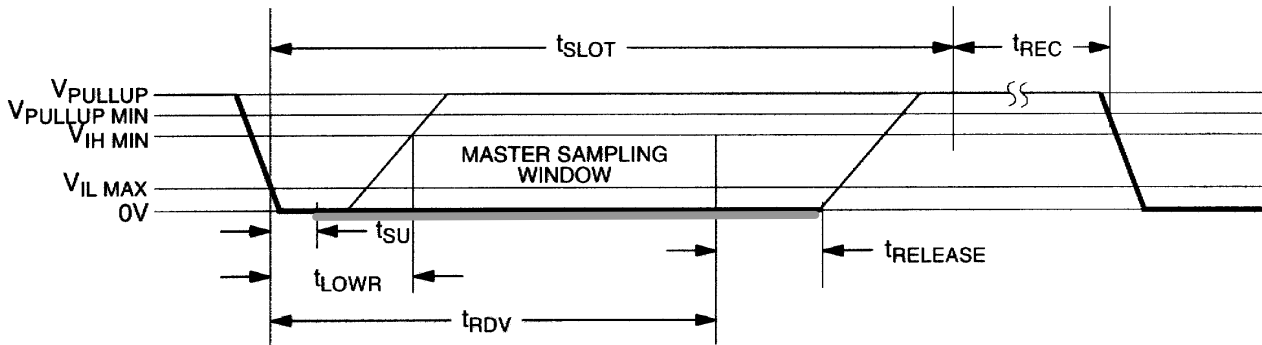 tSLOT
tREC
VPULLUP
VPULLUP MIN
VIH MIN
MASTER SAMPLING
WINDOW
VIL MAX
0V
tSU
tRELEASE
tLOWR
tRDV